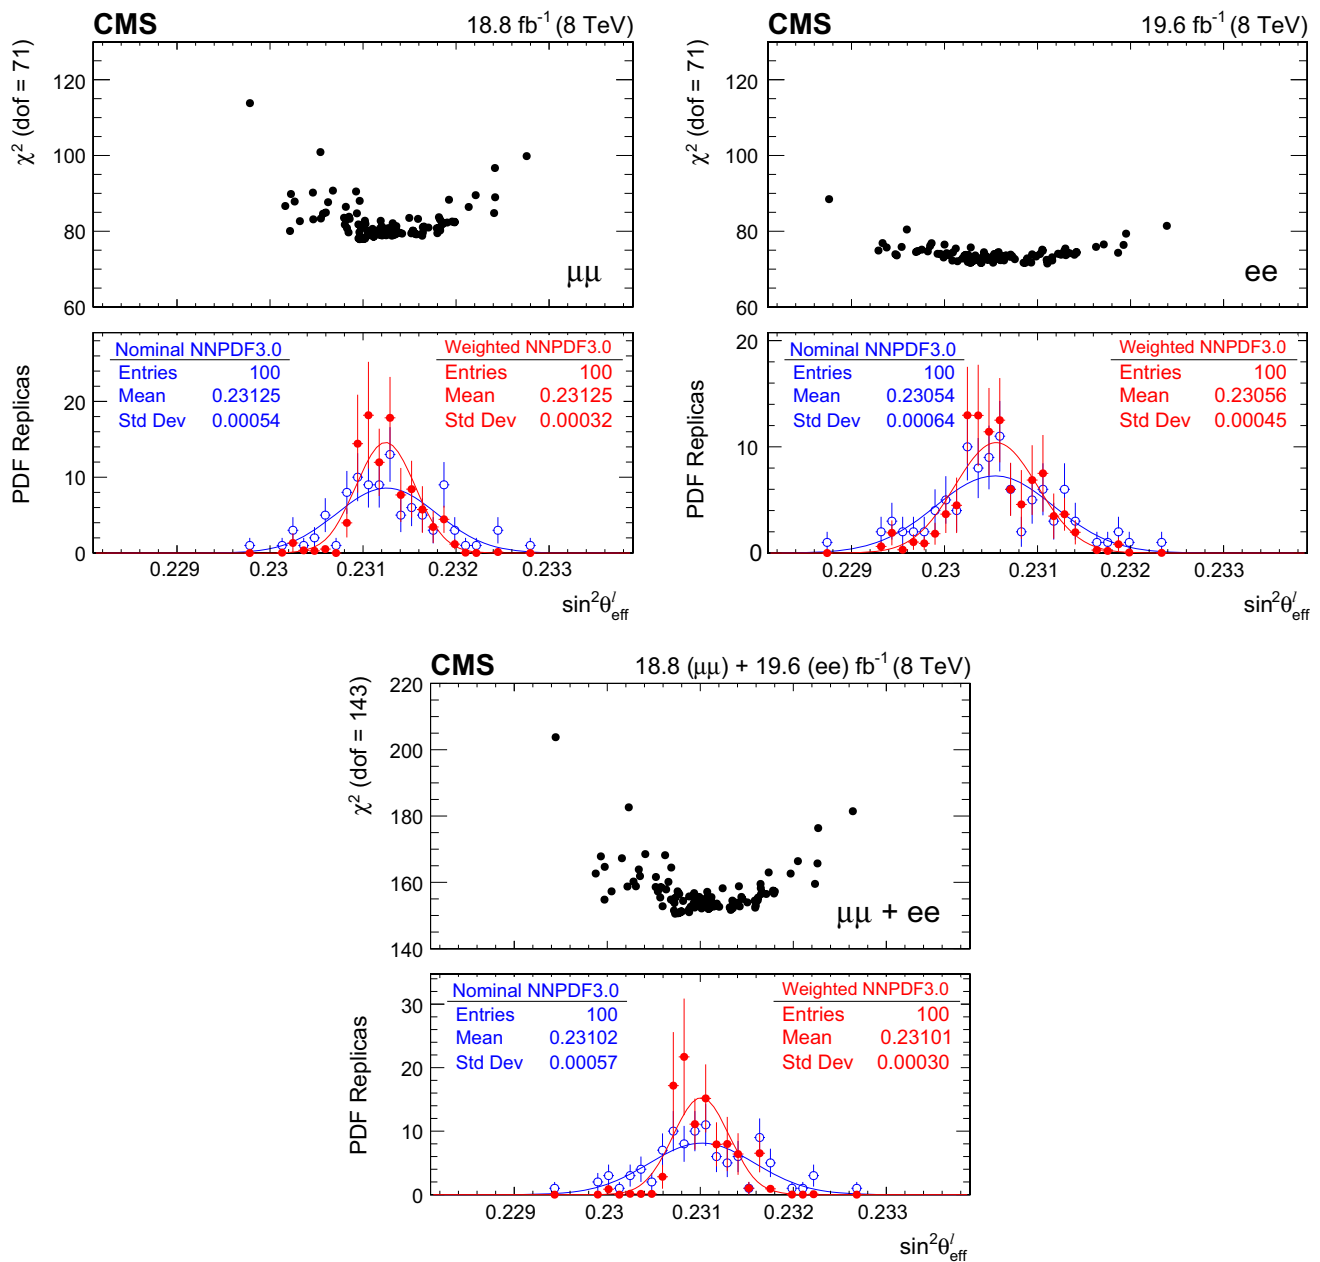 CMS 18.8 fb⁻¹ (8 TeV)
χ² (dof = 71)
120
100
80
60
μμ
PDF Replicas
20
10
0
Nominal NNPDF3.0
Entries 100
Mean 0.23125
Std Dev 0.00054
Weighted NNPDF3.0
Entries 100
Mean 0.23125
Std Dev 0.00032
0.229 0.23 0.231 0.232 0.233
sin²θˡeff
CMS 19.6 fb⁻¹ (8 TeV)
χ² (dof = 71)
120
100
80
60
ee
PDF Replicas
20
10
0
Nominal NNPDF3.0
Entries 100
Mean 0.23054
Std Dev 0.00064
Weighted NNPDF3.0
Entries 100
Mean 0.23056
Std Dev 0.00045
0.229 0.23 0.231 0.232 0.233
sin²θˡeff
CMS 18.8 (μμ) + 19.6 (ee) fb⁻¹ (8 TeV)
χ² (dof = 143)
220
200
180
160
140
μμ + ee
PDF Replicas
30
20
10
0
Nominal NNPDF3.0
Entries 100
Mean 0.23102
Std Dev 0.00057
Weighted NNPDF3.0
Entries 100
Mean 0.23101
Std Dev 0.00030
0.229 0.23 0.231 0.232 0.233
sin²θˡeff